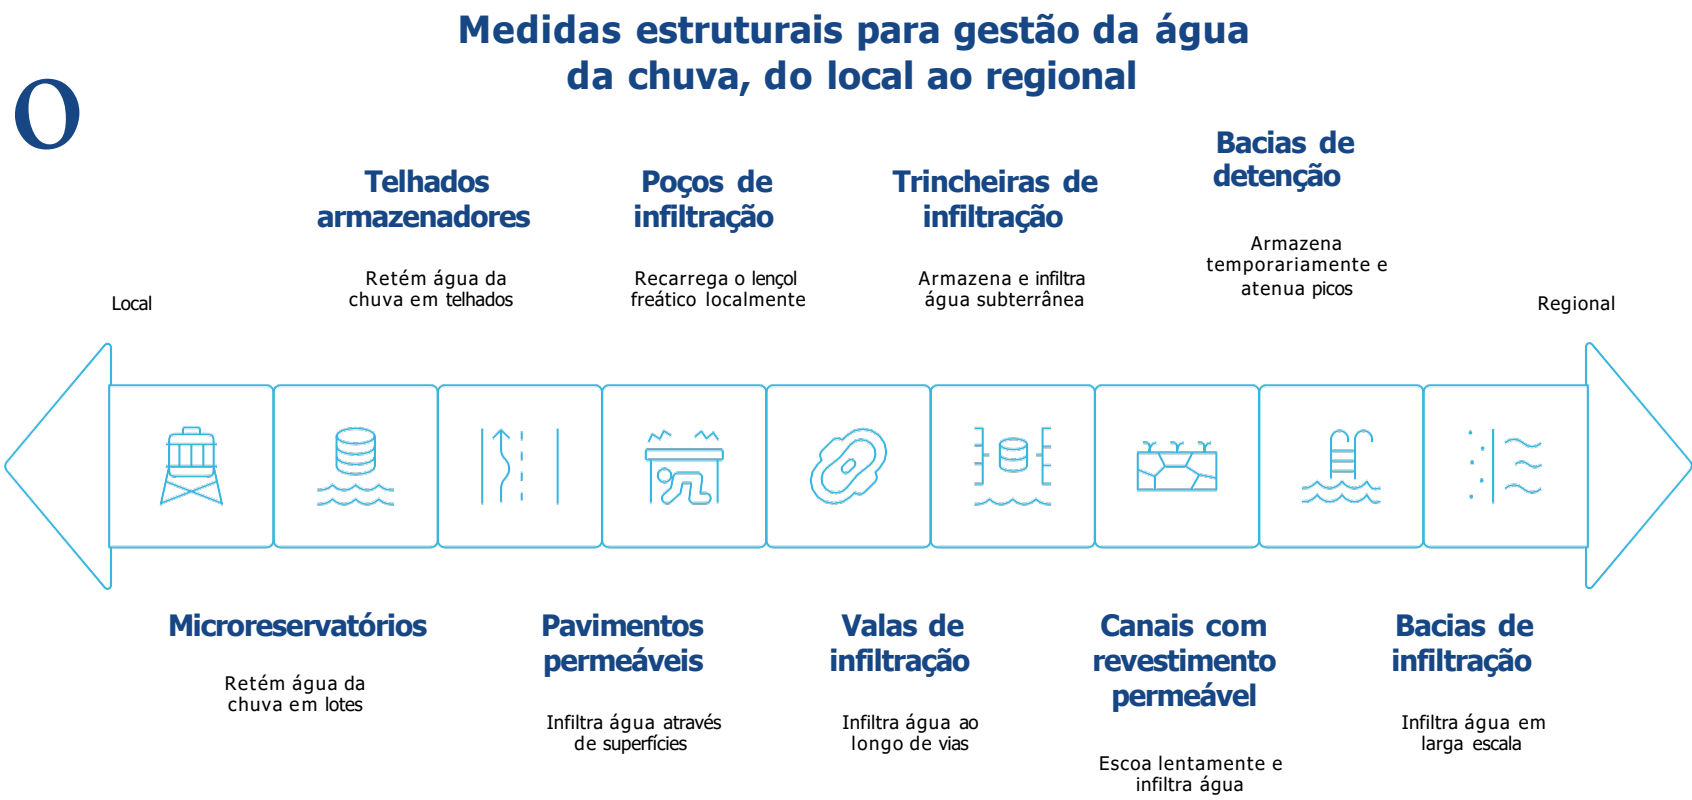 Medidas estruturais para gestão da água
da chuva, do local ao regional
O
Telhados
armazenadores
Retém água da
chuva em telhados
Poços de
infiltração
Recarrega o lençol
freático localmente
Trincheiras de
infiltração
Armazena e infiltra
água subterrânea
Bacias de
detenção
Armazena
temporariamente e
atenua picos
Local
Regional
Microreservatórios
Retém água da
chuva em lotes
Pavimentos
permeáveis
Infiltra água através
de superfícies
Valas de
infiltração
Infiltra água ao
longo de vias
Canais com
revestimento
permeável
Escoa lentamente e
infiltra água
Bacias de
infiltração
Infiltra água em
larga escala